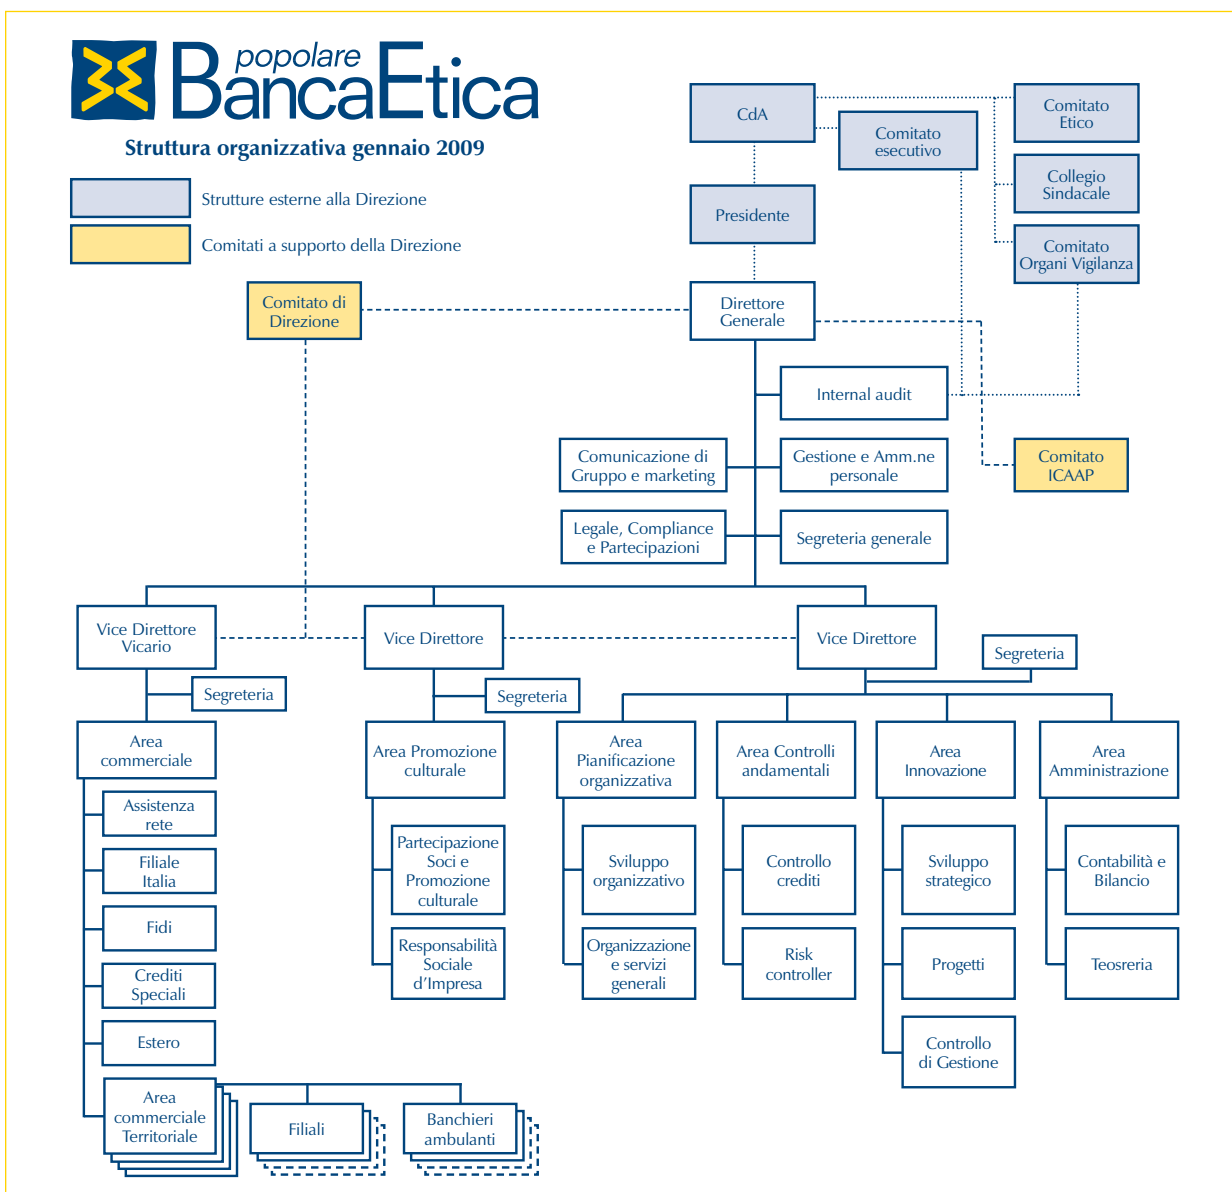 popolare
BancaEtica
Struttura organizzativa gennaio 2009
Strutture esterne alla Direzione
Comitati a supporto della Direzione
CdA
Comitato
esecutivo
Comitato
Etico
Collegio
Sindacale
Comitato
Organi Vigilanza
Presidente
Comitato di
Direzione
Direttore
Generale
Internal audit
Comunicazione di
Gruppo e marketing
Gestione e Amm.ne
personale
Comitato
ICAAP
Legale, Compliance
e Partecipazioni
Segreteria generale
Vice Direttore
Vicario
Vice Direttore
Vice Direttore
Segreteria
Segreteria
Segreteria
Area
commerciale
Area Promozione
culturale
Area
Pianificazione
organizzativa
Area Controlli
andamentali
Area
Innovazione
Area
Amministrazione
Assistenza
rete
Filiale
Italia
Fidi
Crediti
Speciali
Estero
Area
commerciale
Territoriale
Filiali
Banchieri
ambulanti
Partecipazione
Soci e
Promozione
culturale
Responsabilità
Sociale
d'Impresa
Sviluppo
organizzativo
Organizzazione
e servizi
generali
Controllo
crediti
Risk
controller
Sviluppo
strategico
Progetti
Controllo
di Gestione
Contabilità e
Bilancio
Teosreria